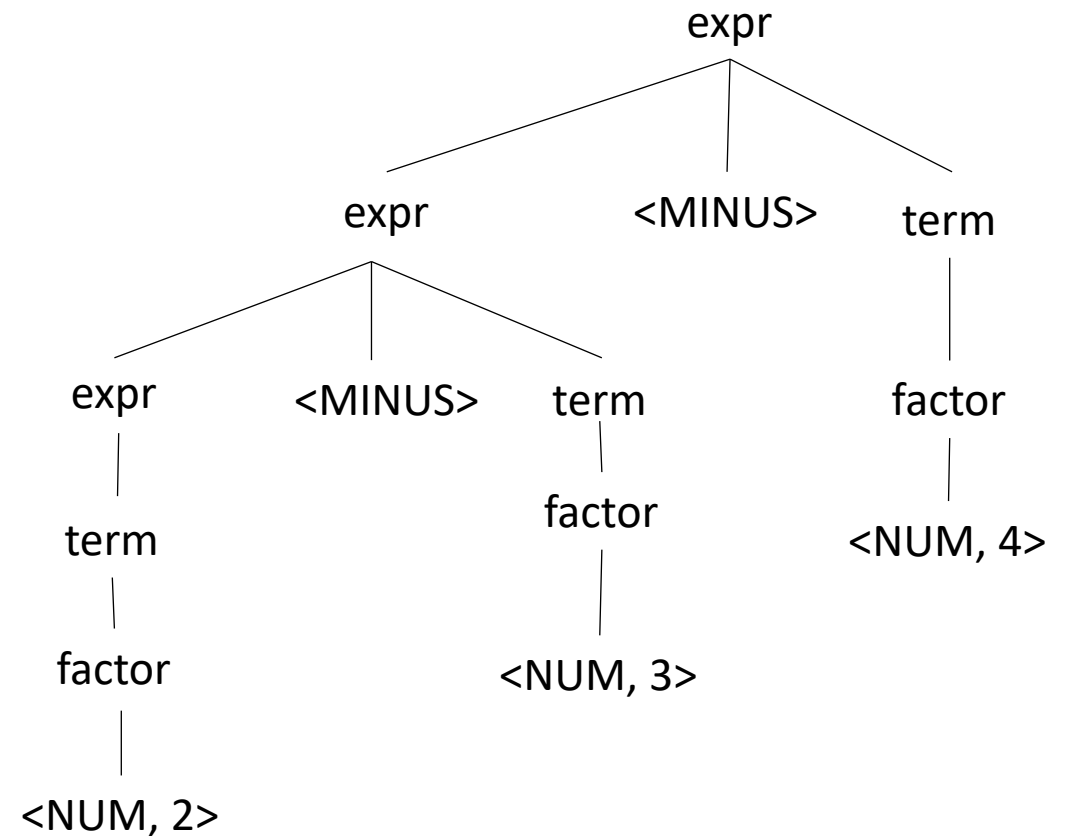 expr
expr
<MINUS>
term
expr
<MINUS>
term
factor
term
factor
<NUM, 4>
factor
<NUM, 3>
<NUM, 2>